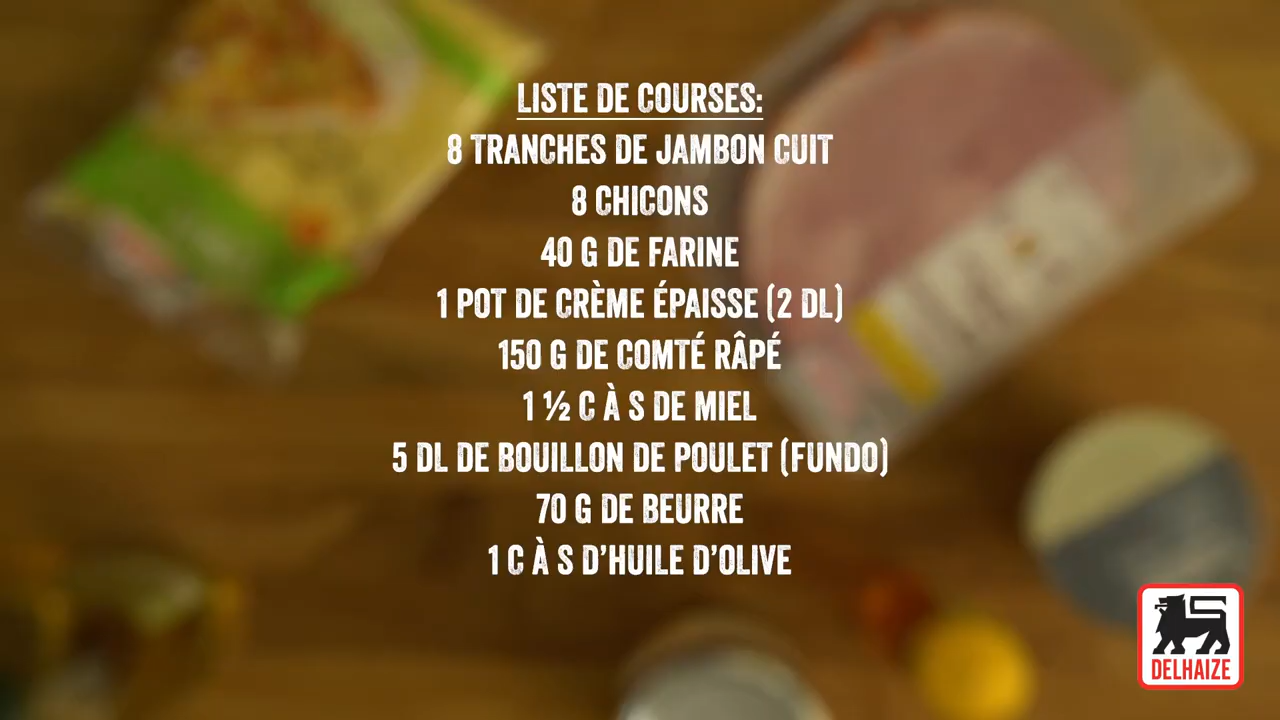 LISTE DE COURSES:
8 TRANCHES DE JAMBON CUIT
8 CHICONS
40 G DE FARINE
1 POT DE CRÈME ÉPAISSE (2 DL)
150 G DE COMTÉ RÂPÉ
1 ½ C À S DE MIEL
5 DL DE BOUILLON DE POULET (FUNDO)
70 G DE BEURRE
1 C À S D’HUILE D’OLIVE
DELHAIZE